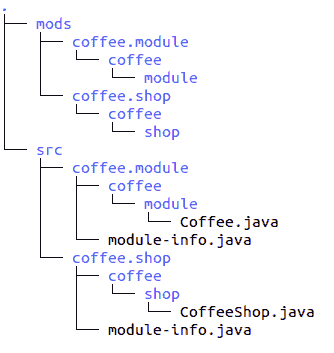 .
mods
coffee.module
coffee
module
coffee.shop
coffee
shop
src
coffee.module
coffee
module
Coffee.java
module-info.java
coffee.shop
coffee
shop
CoffeeShop.java
module-info.java